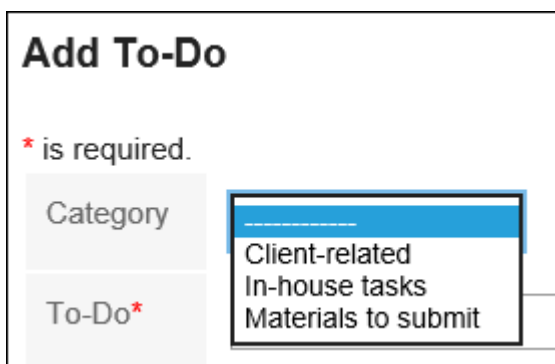 Add To-Do
* is required.
Category
------------
Client-related
In-house tasks
Materials to submit
To-Do*